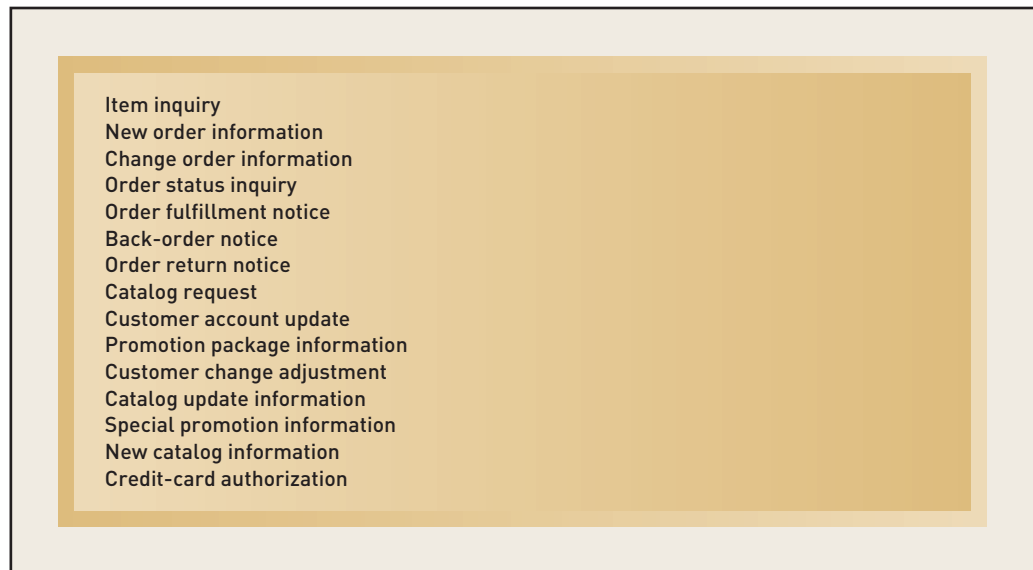 Item inquiry
New order information
Change order information
Order status inquiry
Order fulfillment notice
Back-order notice
Order return notice
Catalog request
Customer account update
Promotion package information
Customer change adjustment
Catalog update information
Special promotion information
New catalog information
Credit-card authorization